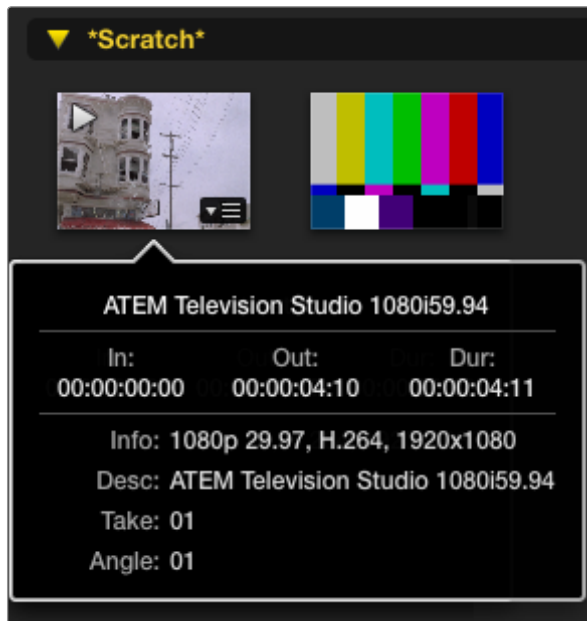 *Scratch*
ATEM Television Studio 1080i59.94
In: Out: Dur:
00:00:00:00 00:00:04:10 00:00:04:11
Info: 1080p 29.97, H.264, 1920x1080
Desc: ATEM Television Studio 1080i59.94
Take: 01
Angle: 01